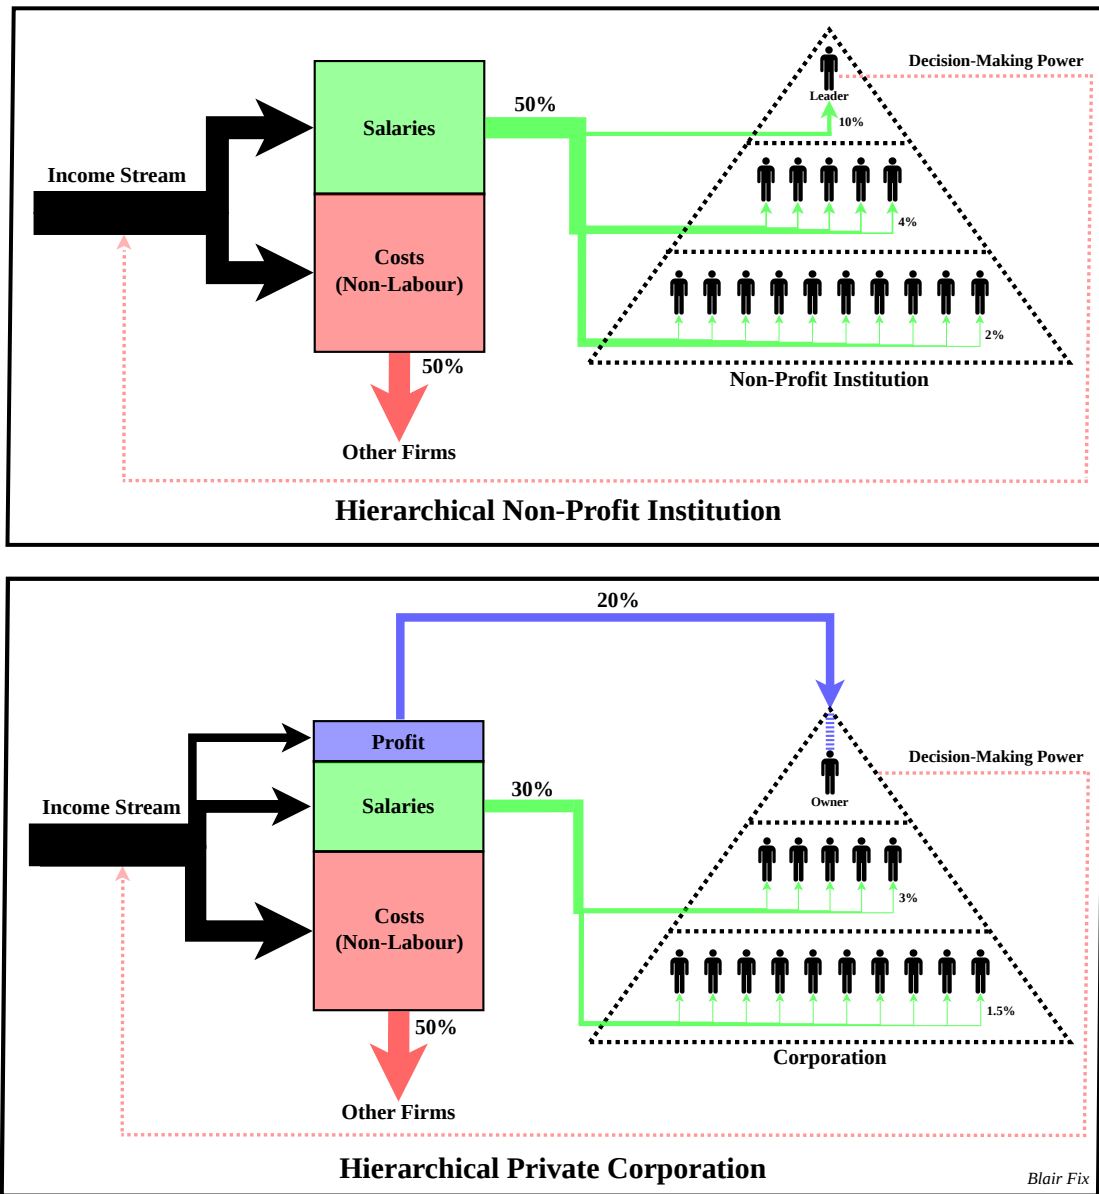 Decision-Making Power
Leader
50%
10%
Salaries
Income Stream
4%
Costs
(Non-Labour)
2%
50%
Non-Profit Institution
Other Firms
Hierarchical Non-Profit Institution
20%
Profit
Decision-Making Power
30%
Owner
Income Stream
Salaries
3%
Costs
(Non-Labour)
1.5%
50%
Corporation
Other Firms
Hierarchical Private Corporation
Blair Fix